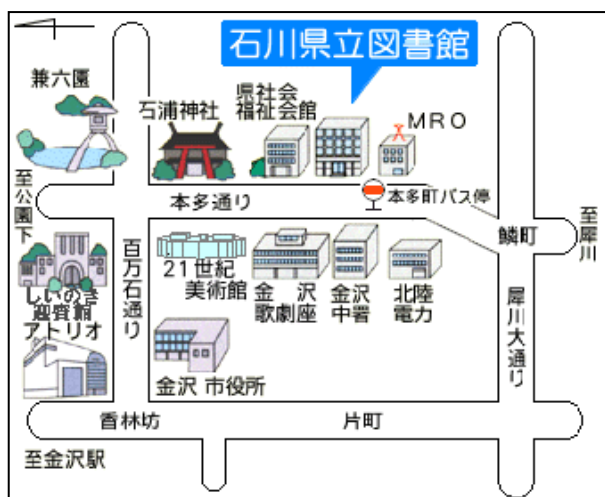 石川県立図書館
兼六園
石浦神社
県社会
福祉会館
MRO
至公園下
本多通り
本多町バス停
鱗町
至犀川
しいのき
迎賓館
アトリオ
百万石通り
21世紀
美術館
金沢
歌劇座
金沢
中署
北陸
電力
犀川大通り
金沢 市役所
香林坊
片町
至金沢駅